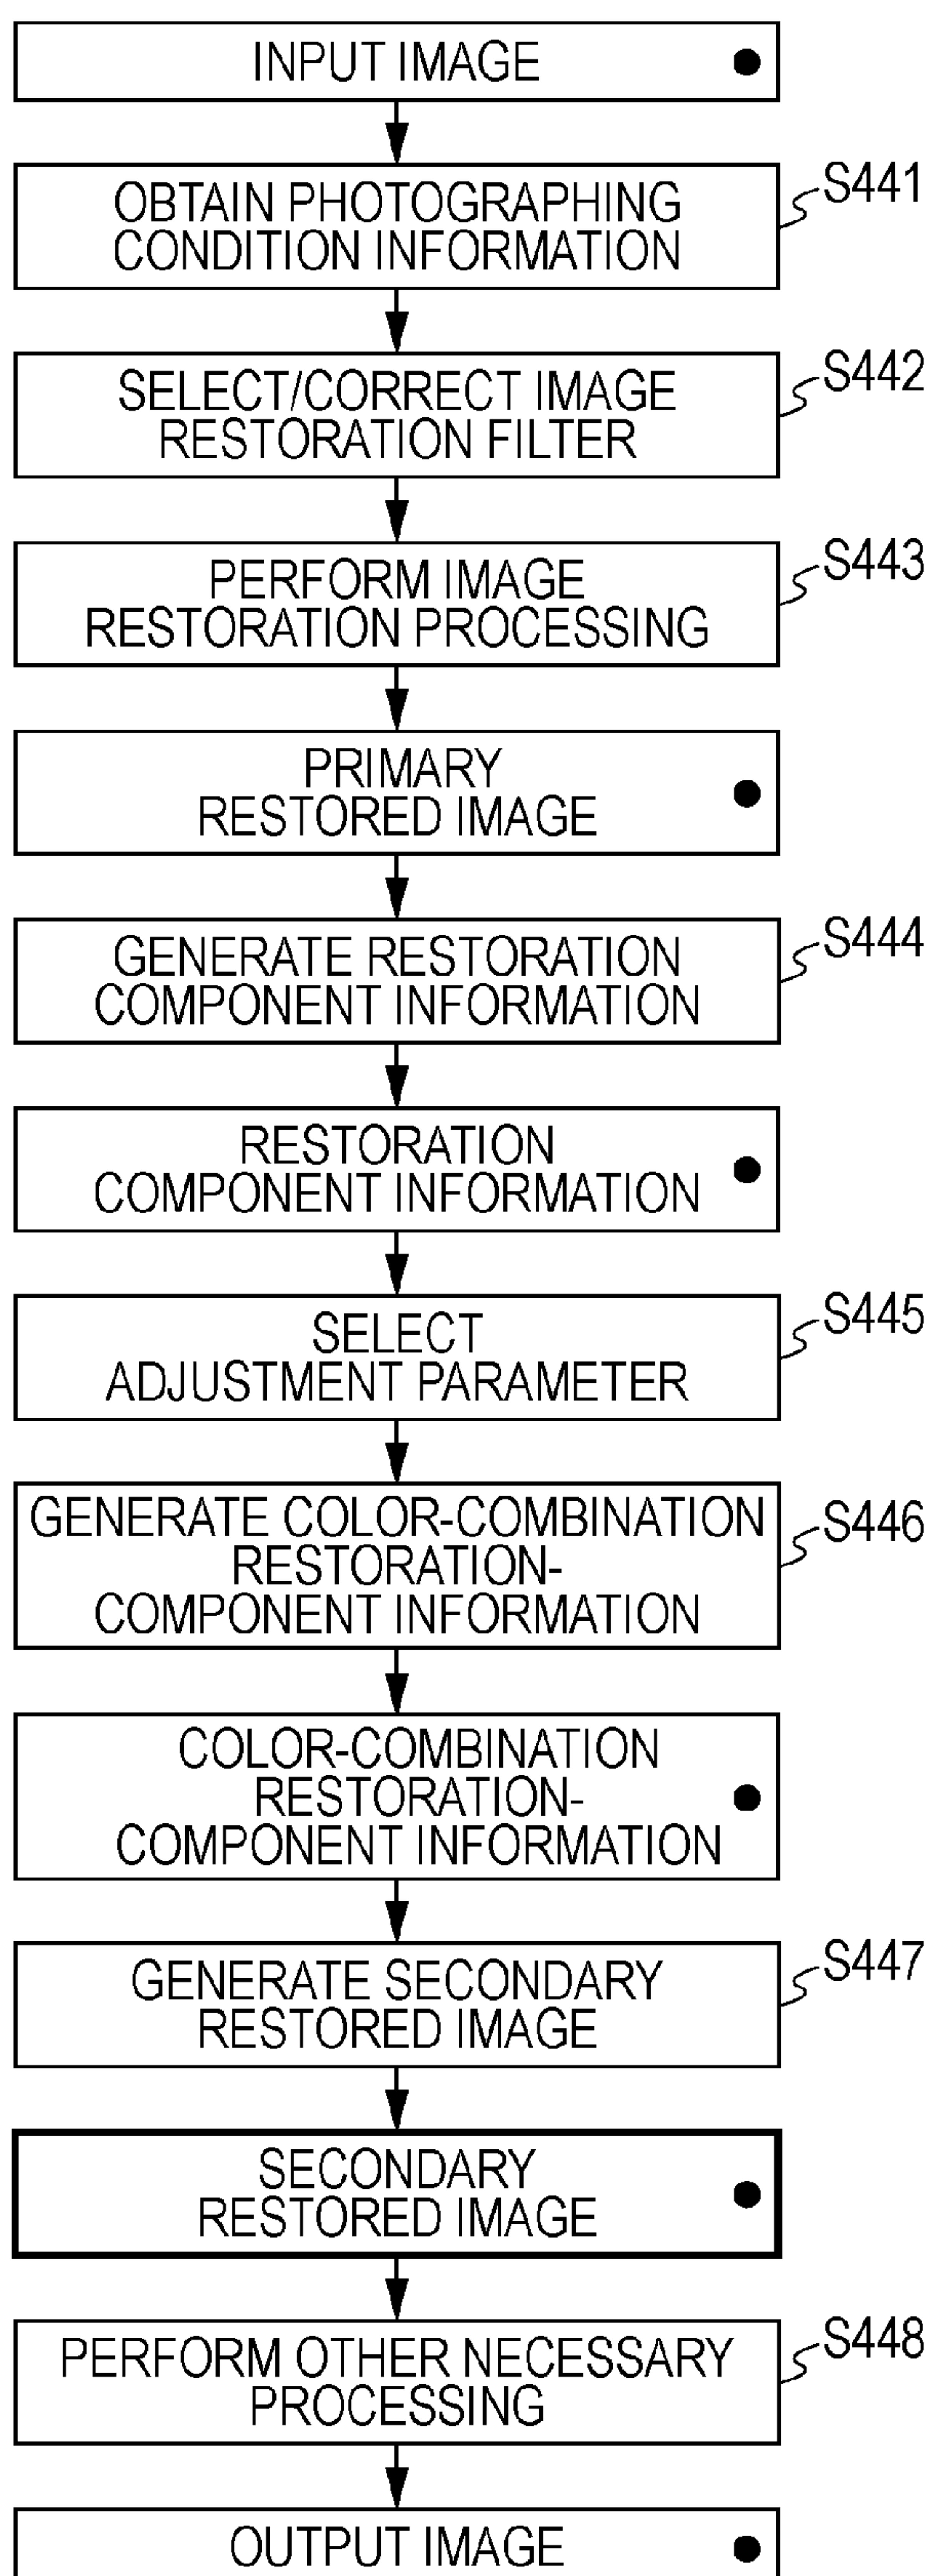 INPUT IMAGE
OBTAIN PHOTOGRAPHING
CONDITION INFORMATION
S441
SELECT/CORRECT IMAGE
RESTORATION FILTER
S442
PERFORM IMAGE
RESTORATION PROCESSING
S443
PRIMARY
RESTORED IMAGE
GENERATE RESTORATION
COMPONENT INFORMATION
S444
RESTORATION
COMPONENT INFORMATION
SELECT
ADJUSTMENT PARAMETER
S445
GENERATE COLOR-COMBINATION
RESTORATION-
COMPONENT INFORMATION
S446
COLOR-COMBINATION
RESTORATION-
COMPONENT INFORMATION
GENERATE SECONDARY
RESTORED IMAGE
S447
SECONDARY
RESTORED IMAGE
PERFORM OTHER NECESSARY
PROCESSING
S448
OUTPUT IMAGE